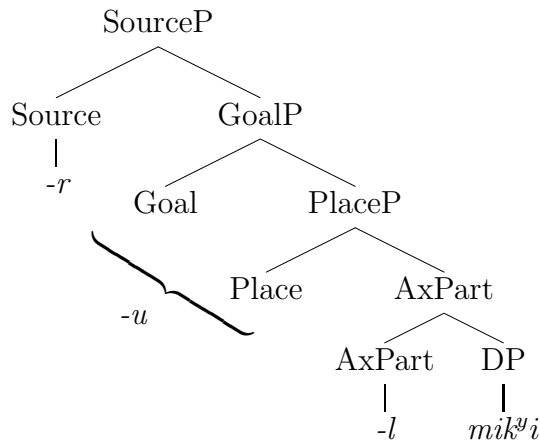 SourceP
Source GoalP
-r Goal PlaceP
-u Place AxPart
AxPart DP
-l mikʸi